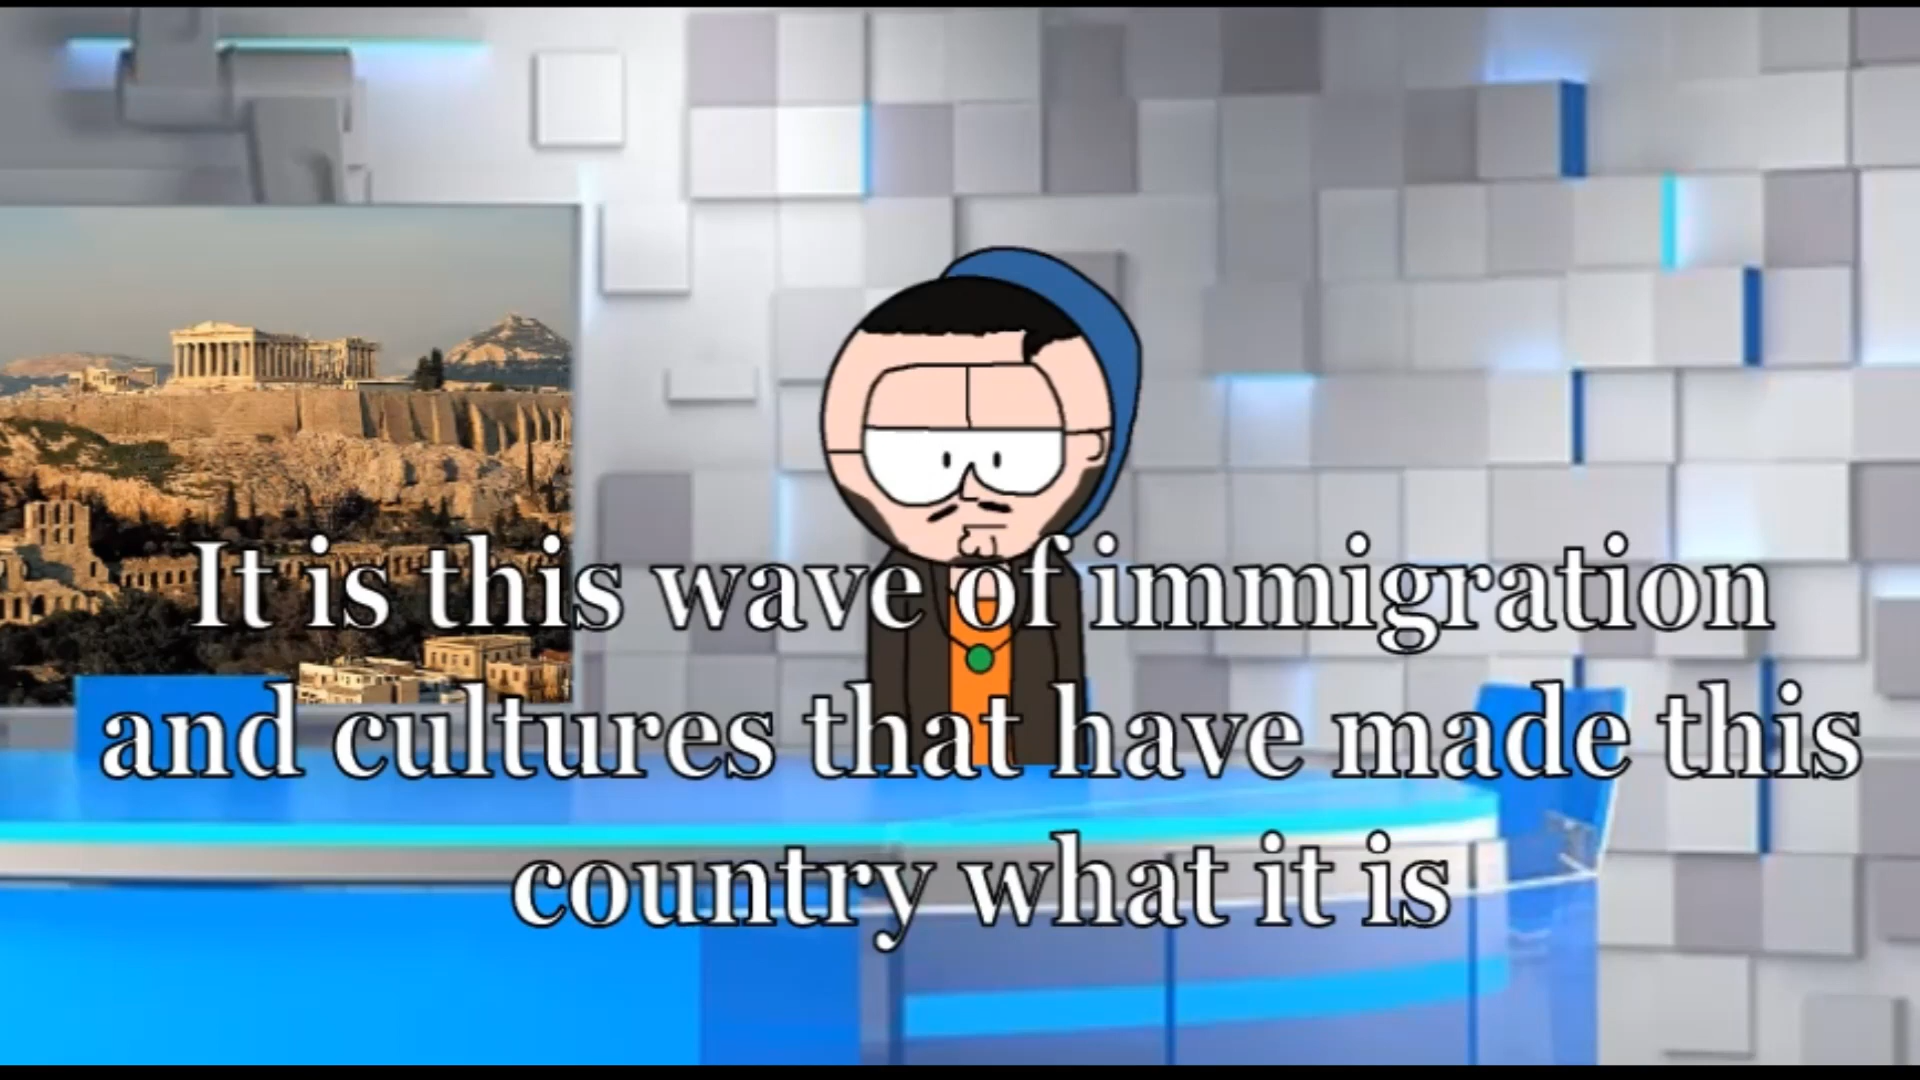 It is this wave of immigration
and cultures that have made this
country what it is